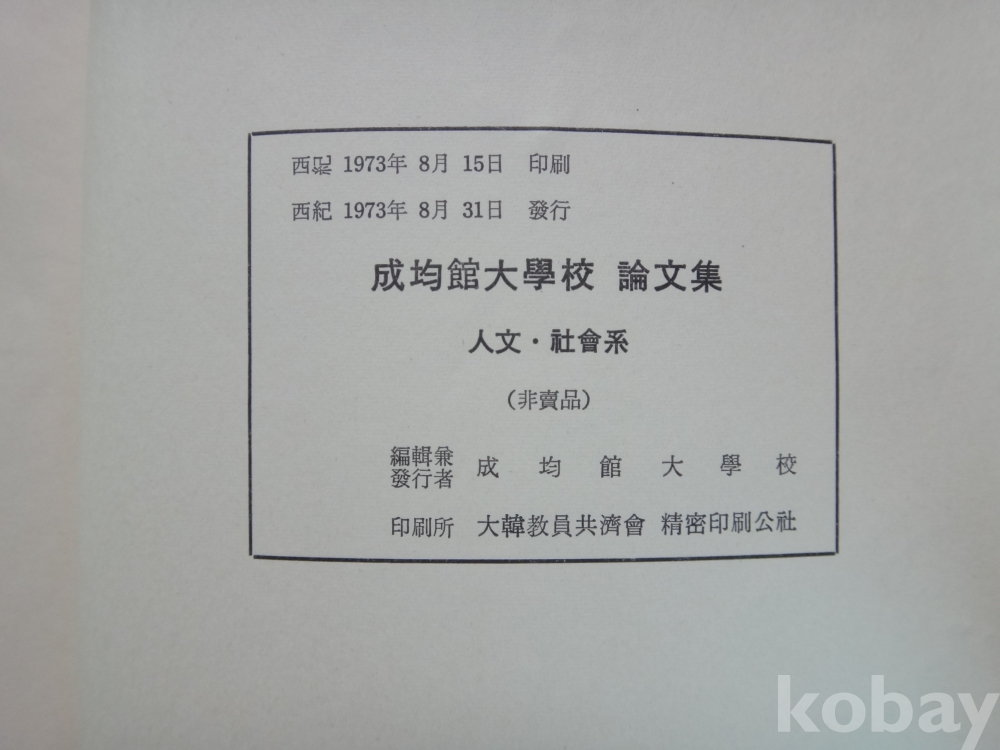 西紀 1973年 8月 15日 印刷
西紀 1973年 8月 31日 發行
成均館大學校 論文集
人文・社會系
(非賣品)
編輯兼
發行者 成均館大學校
印刷所 大韓教員共濟會 精密印刷公社
kobay